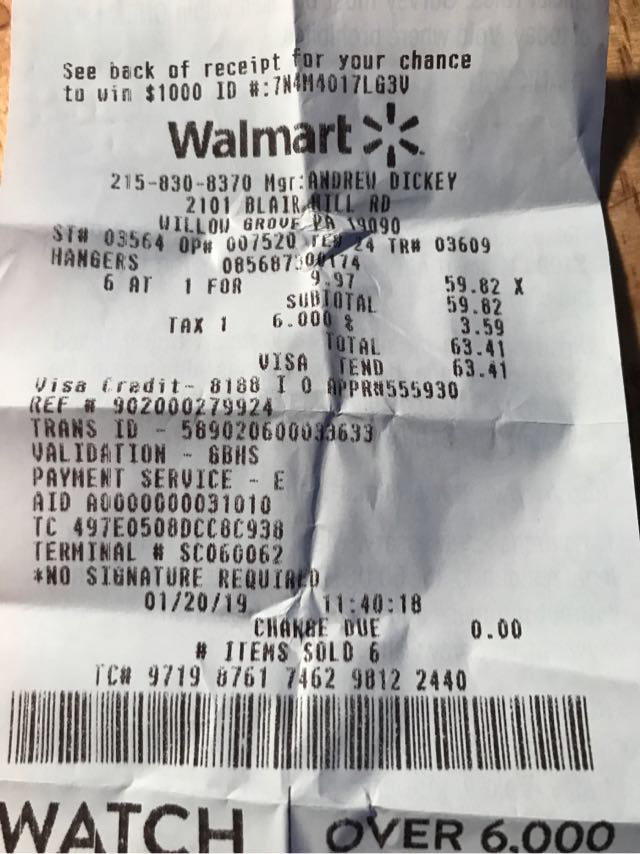 See back of receipt for your chance
to win $1000 ID #:7N4M4017LG3V
Walmart
215-830-8370 Mgr:ANDREW DICKEY
2101 BLAIR MILL RD
WILLOW GROVE PA 19090
ST# 03564 OP# 007520 TE# 24 TR# 03609
HANGERS 085687300174
6 AT 1 FOR 9.97 59.82 X
SUBTOTAL 59.82
TAX 1 6.000 % 3.59
TOTAL 63.41
VISA TEND 63.41
Visa Credit- 8188 I 0 APPR#555930
REF # 902000279924
TRANS ID - 589020600033633
VALIDATION - 6BHS
PAYMENT SERVICE - E
AID A0000000031010
TC 497E0508DCC8C938
TERMINAL # SC060062
*NO SIGNATURE REQUIRED
01/20/19 11:40:18
CHANGE DUE 0.00
# ITEMS SOLD 6
TC# 9719 8761 7462 9812 2440
WATCH OVER 6,000